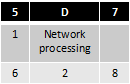 5 D 7
1 Network
processing
6 2 8